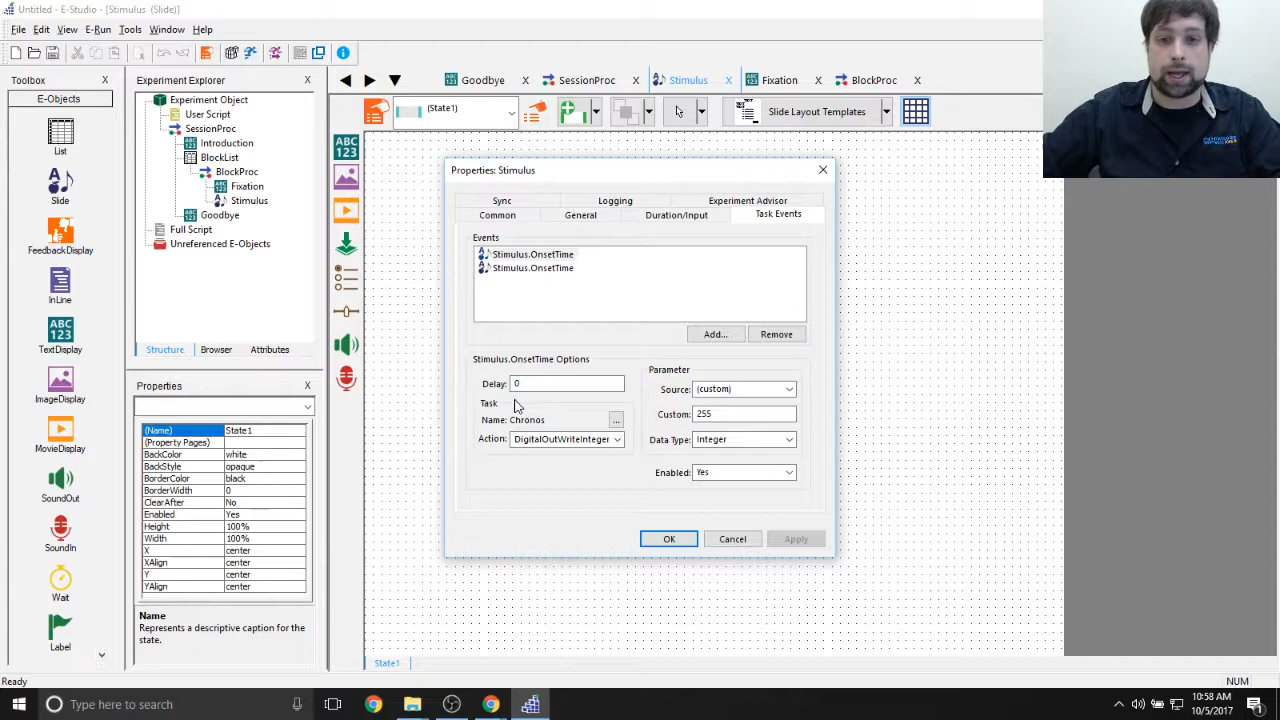 Untitled - E-Studio - [Stimulus (Slide)]
File Edit View E-Run Tools Window Help
Toolbox
Experiment Explorer
Goodbye
SessionProc
Stimulus
Fixation
BlockProc
E-Objects
List
Slide
FeedbackDisplay
InLine
TextDisplay
ImageDisplay
MovieDisplay
SoundOut
SoundIn
Wait
Label
Experiment Object
User Script
SessionProc
Introduction
BlockList
BlockProc
Fixation
Stimulus
Goodbye
Full Script
Unreferenced E-Objects
Structure Browser Attributes
Properties
(Name) State1
(Property Pages)
BackColor white
BackStyle opaque
BorderColor black
BorderWidth 0
ClearAfter No
Enabled Yes
Height 100%
Width 100%
X center
XAlign center
Y center
YAlign center
Name
Represents a descriptive caption for the
state.
(State1)
Slide Layout Templates
ABC
123
Properties: Stimulus
Sync Logging Experiment Advisor
Common General Duration/Input Task Events
Events
Stimulus.OnsetTime
Stimulus.OnsetTime
Add... Remove
Stimulus.OnsetTime Options
Delay: 0
Task
Name: Chronos ...
Action: DigitalOutWriteInteger
Parameter
Source: (custom)
Custom: 255
Data Type: Integer
Enabled: Yes
OK Cancel Apply
State1
Ready
NUM
Type here to search
10:58 AM
10/5/2017